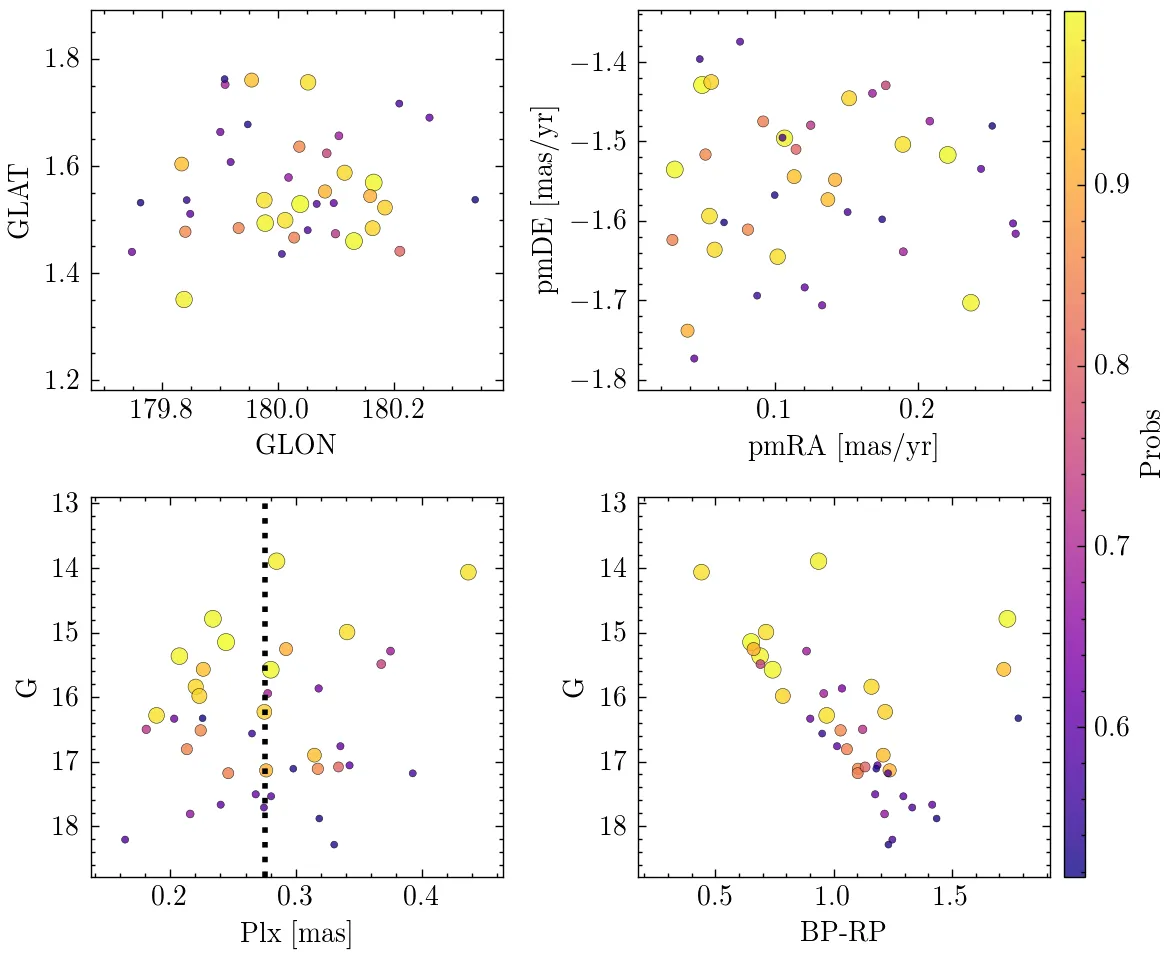 1.8
1.6
1.4
1.2
GLAT
179.8 180.0 180.2
GLON
−1.4
−1.5
−1.6
−1.7
−1.8
pmDE [mas/yr]
0.1 0.2
pmRA [mas/yr]
13
14
15
16
17
18
G
0.2 0.3 0.4
Plx [mas]
13
14
15
16
17
18
G
0.5 1.0 1.5
BP-RP
0.9
0.8
0.7
0.6
Probs